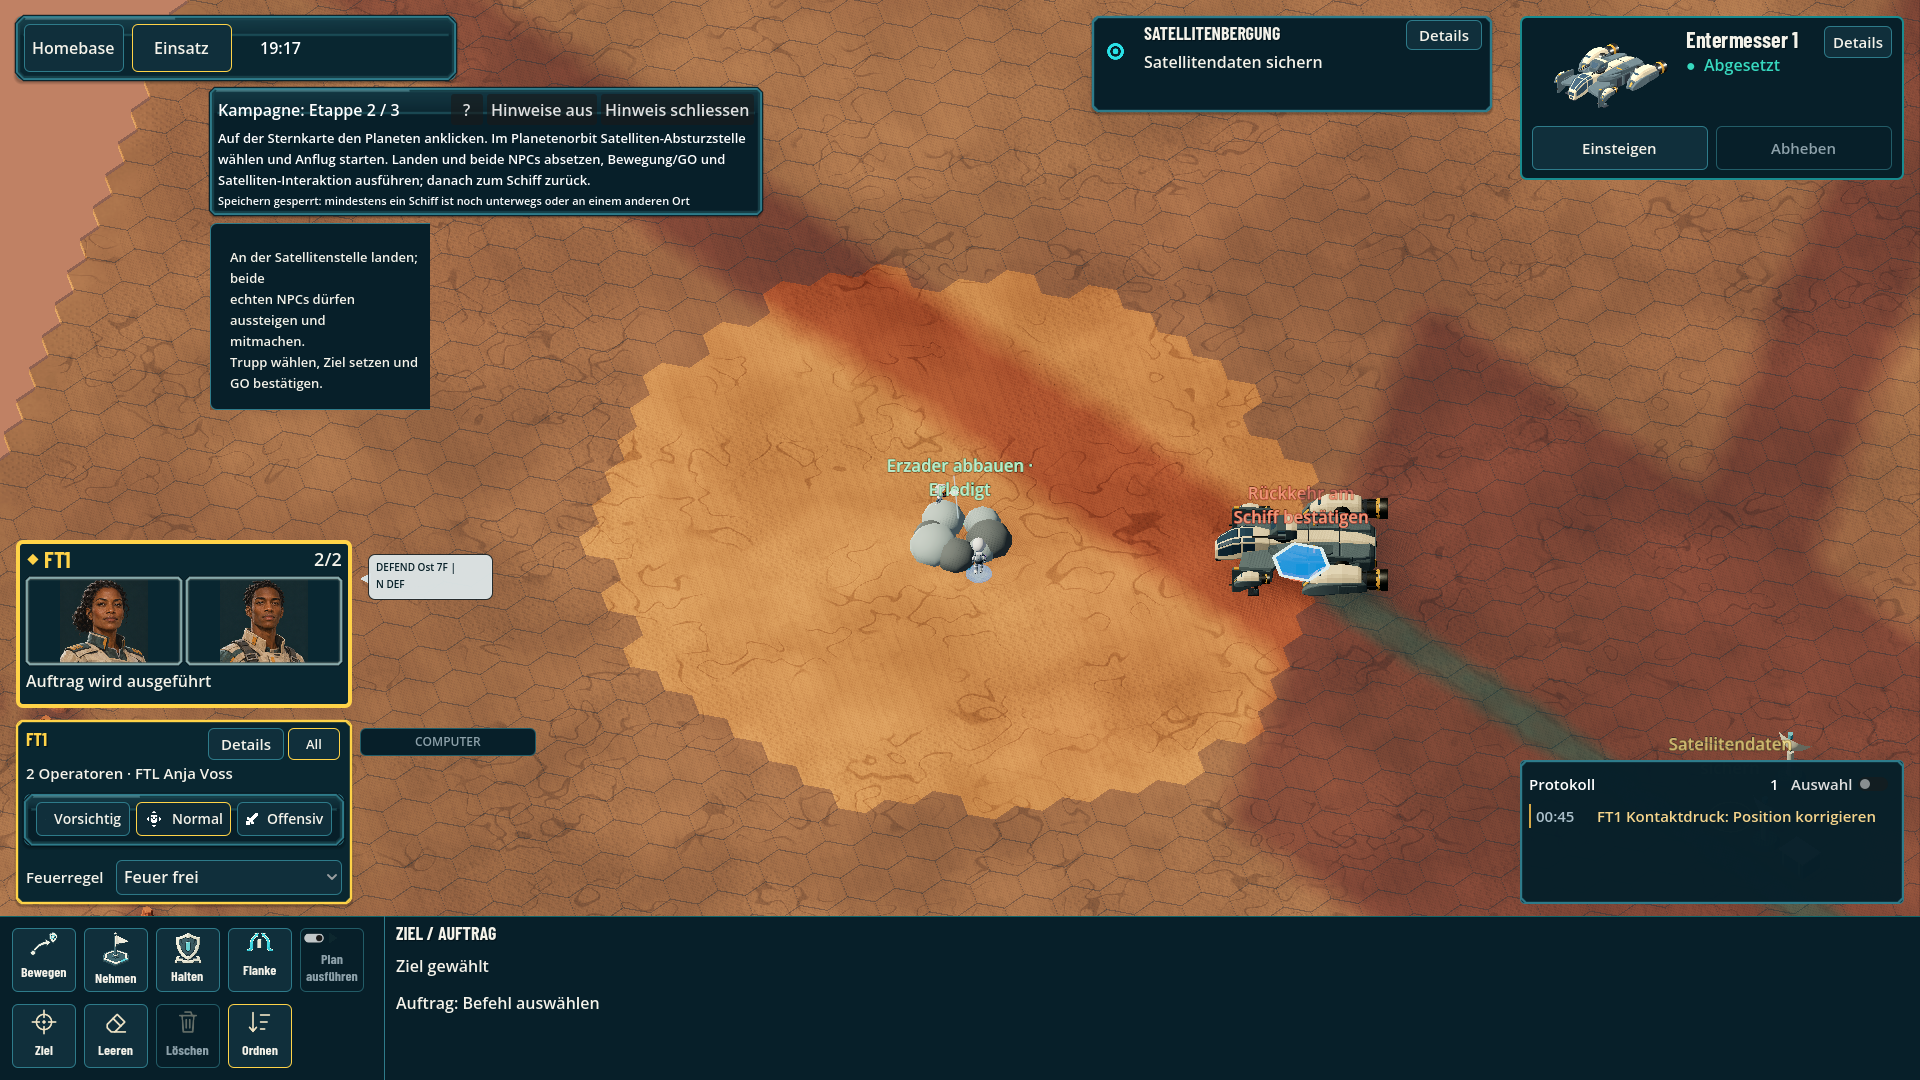 Homebase
Einsatz
19:17
Kampagne: Etappe 2 / 3
?
Hinweise aus
Hinweis schliessen
Auf der Sternkarte den Planeten anklicken. Im Planetenorbit Satelliten-Absturzstelle
wählen und Anflug starten. Landen und beide NPCs absetzen, Bewegung/GO und
Satelliten-Interaktion ausführen; danach zum Schiff zurück.
Speichern gesperrt: mindestens ein Schiff ist noch unterwegs oder an einem anderen Ort
An der Satellitenstelle landen;
beide
echten NPCs dürfen
aussteigen und
mitmachen.
Trupp wählen, Ziel setzen und
GO bestätigen.
SATELLITENBERGUNG
Details
Satellitendaten sichern
Entermesser 1
Details
● Abgesetzt
Einsteigen
Abheben
Erzader abbauen ·
Erledigt
Rückkehr am
Schiff bestätigen
FT1
2/2
Auftrag wird ausgeführt
DEFEND Ost 7F |
N DEF
FT1
Details
All
2 Operatoren · FTL Anja Voss
Vorsichtig
Normal
Offensiv
Feuerregel
Feuer frei
COMPUTER
Satellitendaten
Protokoll
1
Auswahl
00:45
FT1 Kontaktdruck: Position korrigieren
Bewegen
Nehmen
Halten
Flanke
Plan
ausführen
Ziel
Leeren
Löschen
Ordnen
ZIEL / AUFTRAG
Ziel gewählt
Auftrag: Befehl auswählen